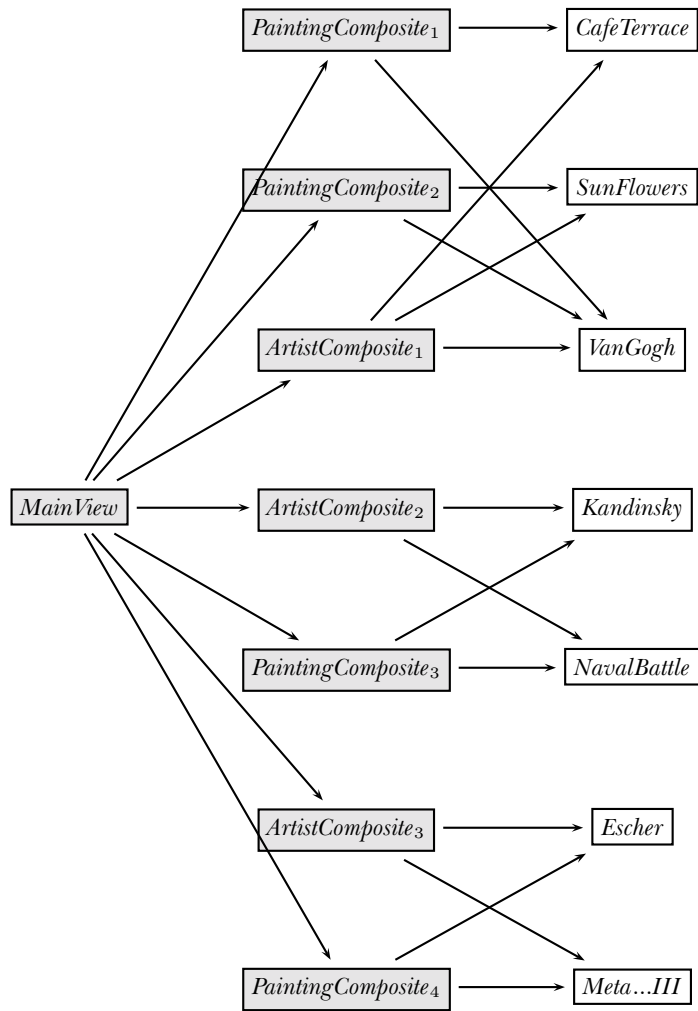 PaintingComposite₁ CafeTerrace
PaintingComposite₂ SunFlowers
ArtistComposite₁ VanGogh
MainView ArtistComposite₂ Kandinsky
PaintingComposite₃ NavalBattle
ArtistComposite₃ Escher
PaintingComposite₄ Meta...III